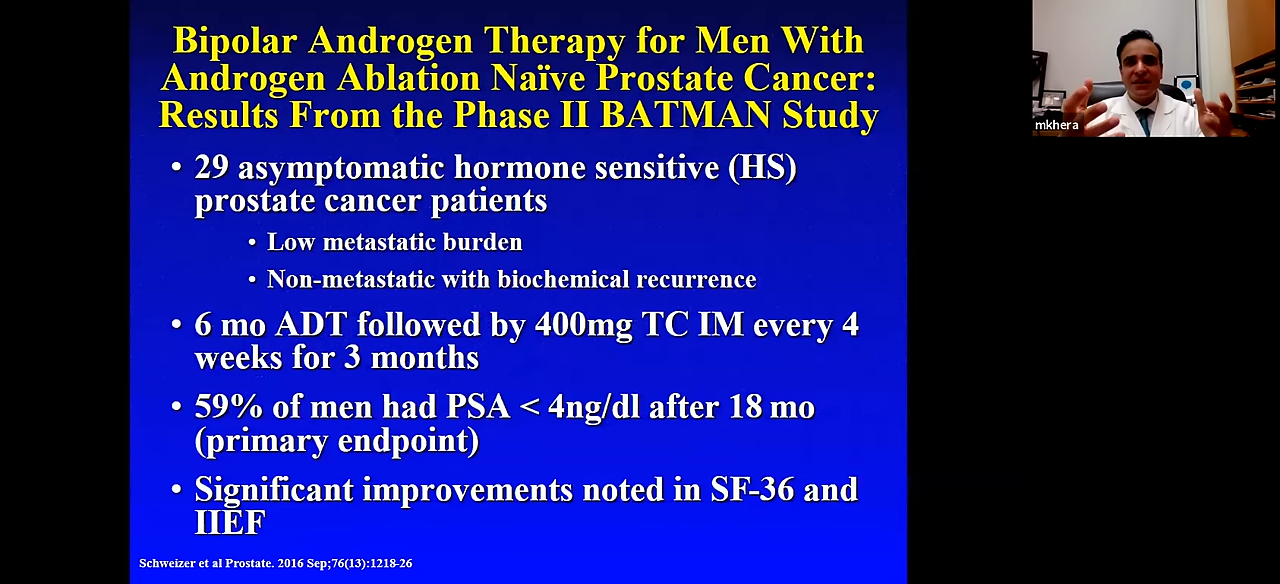 Bipolar Androgen Therapy for Men With
Androgen Ablation Naïve Prostate Cancer:
Results From the Phase II BATMAN Study
• 29 asymptomatic hormone sensitive (HS)
prostate cancer patients
• Low metastatic burden
• Non-metastatic with biochemical recurrence
• 6 mo ADT followed by 400mg TC IM every 4
weeks for 3 months
• 59% of men had PSA < 4ng/dl after 18 mo
(primary endpoint)
• Significant improvements noted in SF-36 and
IIEF
Schweizer et al Prostate. 2016 Sep;76(13):1218-26
mkhera